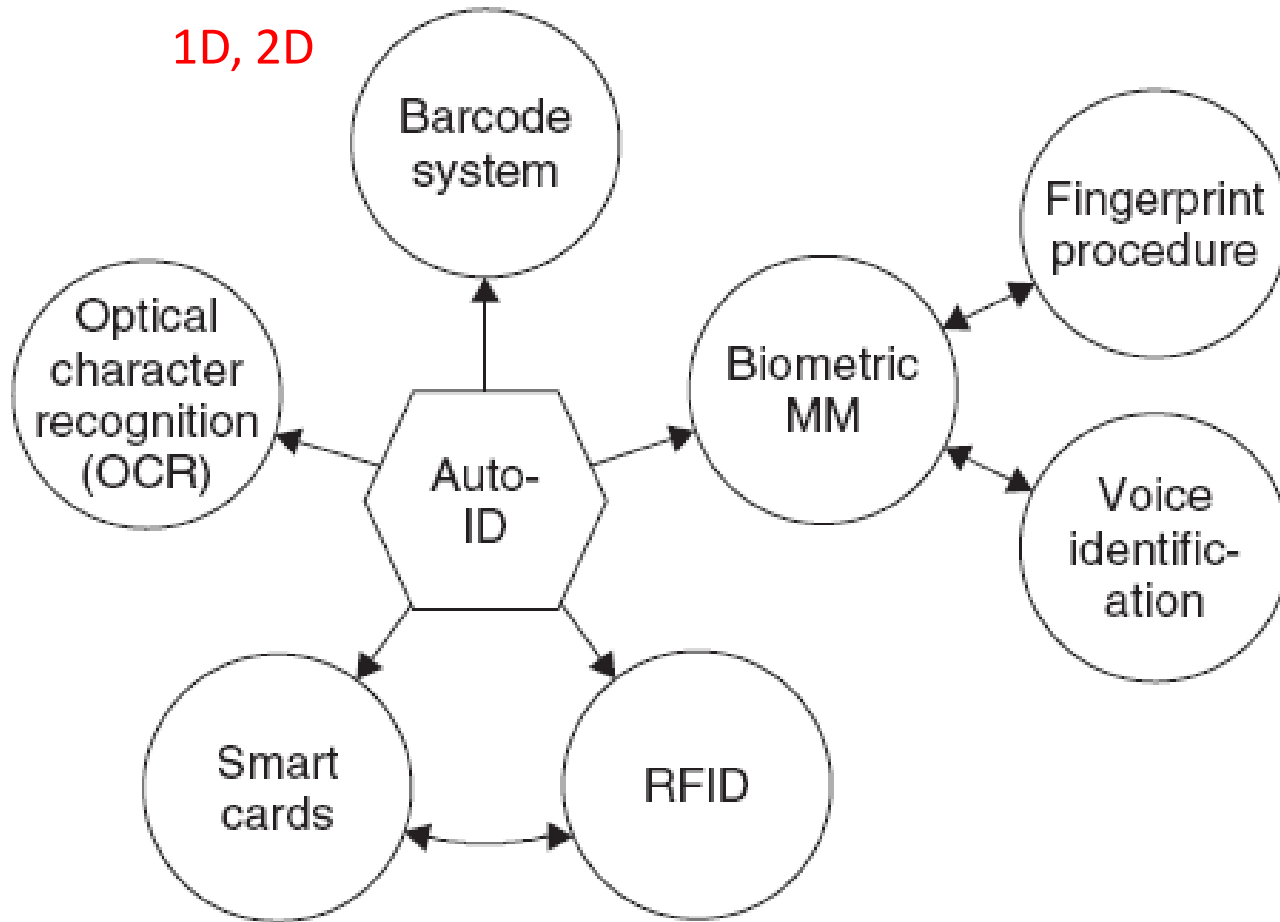 1D, 2D
Barcode
system
Fingerprint
procedure
Optical
character
recognition
(OCR)
Biometric
MM
Auto-
ID
Voice
identific-
ation
Smart
cards
RFID